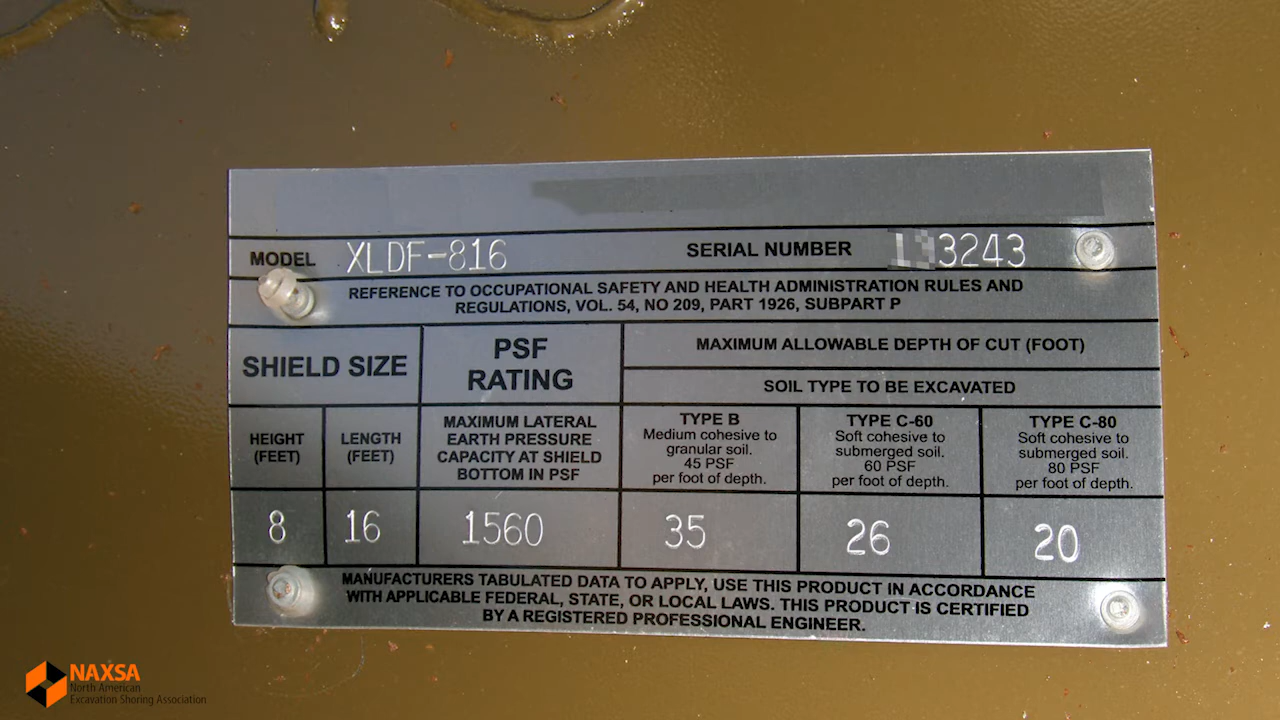 MODEL XLDF-816 SERIAL NUMBER 3243
REFERENCE TO OCCUPATIONAL SAFETY AND HEALTH ADMINISTRATION RULES AND
REGULATIONS, VOL. 54, NO 209, PART 1926, SUBPART P
SHIELD SIZE
PSF
RATING
MAXIMUM ALLOWABLE DEPTH OF CUT (FOOT)
SOIL TYPE TO BE EXCAVATED
HEIGHT
(FEET)
LENGTH
(FEET)
MAXIMUM LATERAL
EARTH PRESSURE
CAPACITY AT SHIELD
BOTTOM IN PSF
TYPE B
Medium cohesive to
granular soil.
45 PSF
per foot of depth.
TYPE C-60
Soft cohesive to
submerged soil.
60 PSF
per foot of depth.
TYPE C-80
Soft cohesive to
submerged soil.
80 PSF
per foot of depth.
8 16 1560 35 26 20
MANUFACTURERS TABULATED DATA TO APPLY, USE THIS PRODUCT IN ACCORDANCE
WITH APPLICABLE FEDERAL, STATE, OR LOCAL LAWS. THIS PRODUCT IS CERTIFIED
BY A REGISTERED PROFESSIONAL ENGINEER.
NAXSA
North American
Excavation Shoring Association